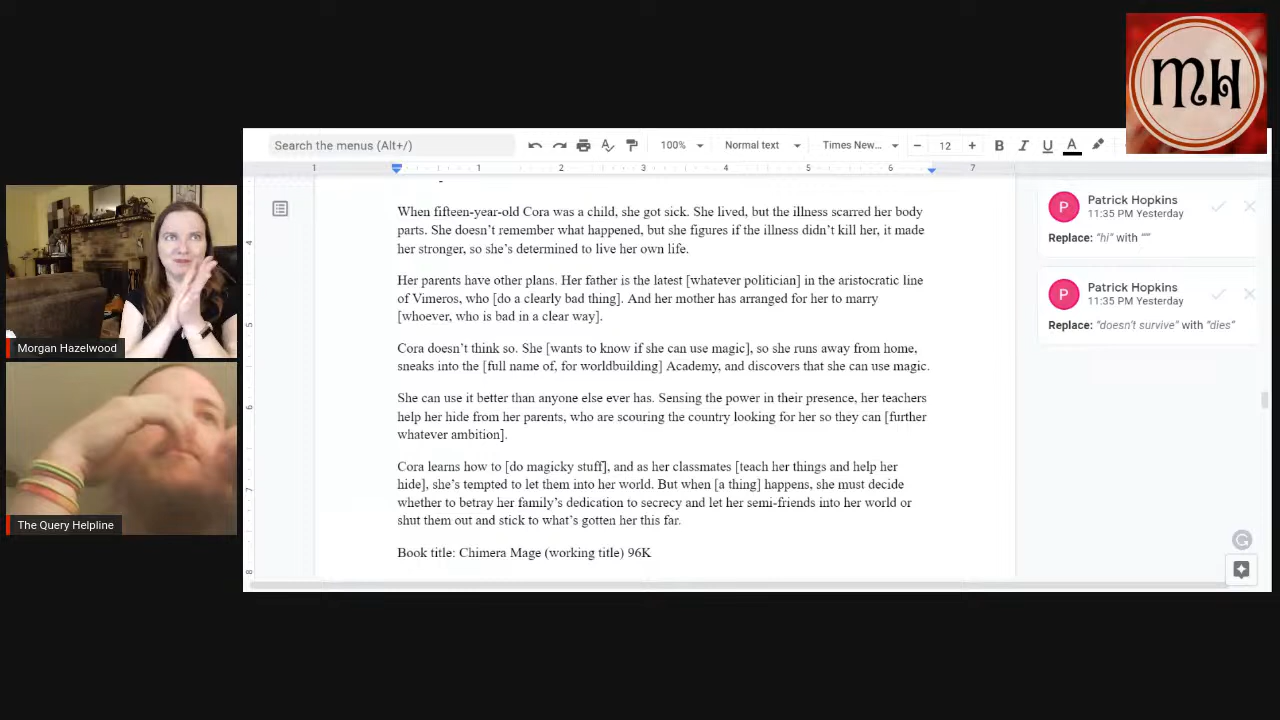 MH
Search the menus (Alt+/)
100%
Normal text
Times New...
12
B I U A
1 1 2 3 4 5 6 7
Patrick Hopkins
11:35 PM Yesterday
Replace: “hi” with “”
Patrick Hopkins
11:35 PM Yesterday
Replace: “doesn’t survive” with “dies”
4
5
6
7
8
When fifteen-year-old Cora was a child, she got sick. She lived, but the illness scarred her body
parts. She doesn’t remember what happened, but she figures if the illness didn’t kill her, it made
her stronger, so she’s determined to live her own life.
Her parents have other plans. Her father is the latest [whatever politician] in the aristocratic line
of Vimeros, who [do a clearly bad thing]. And her mother has arranged for her to marry
[whoever, who is bad in a clear way].
Cora doesn’t think so. She [wants to know if she can use magic], so she runs away from home,
sneaks into the [full name of, for worldbuilding] Academy, and discovers that she can use magic.
She can use it better than anyone else ever has. Sensing the power in their presence, her teachers
help her hide from her parents, who are scouring the country looking for her so they can [further
whatever ambition].
Cora learns how to [do magicky stuff], and as her classmates [teach her things and help her
hide], she’s tempted to let them into her world. But when [a thing] happens, she must decide
whether to betray her family’s dedication to secrecy and let her semi-friends into her world or
shut them out and stick to what’s gotten her this far.
Book title: Chimera Mage (working title) 96K
Morgan Hazelwood
The Query Helpline